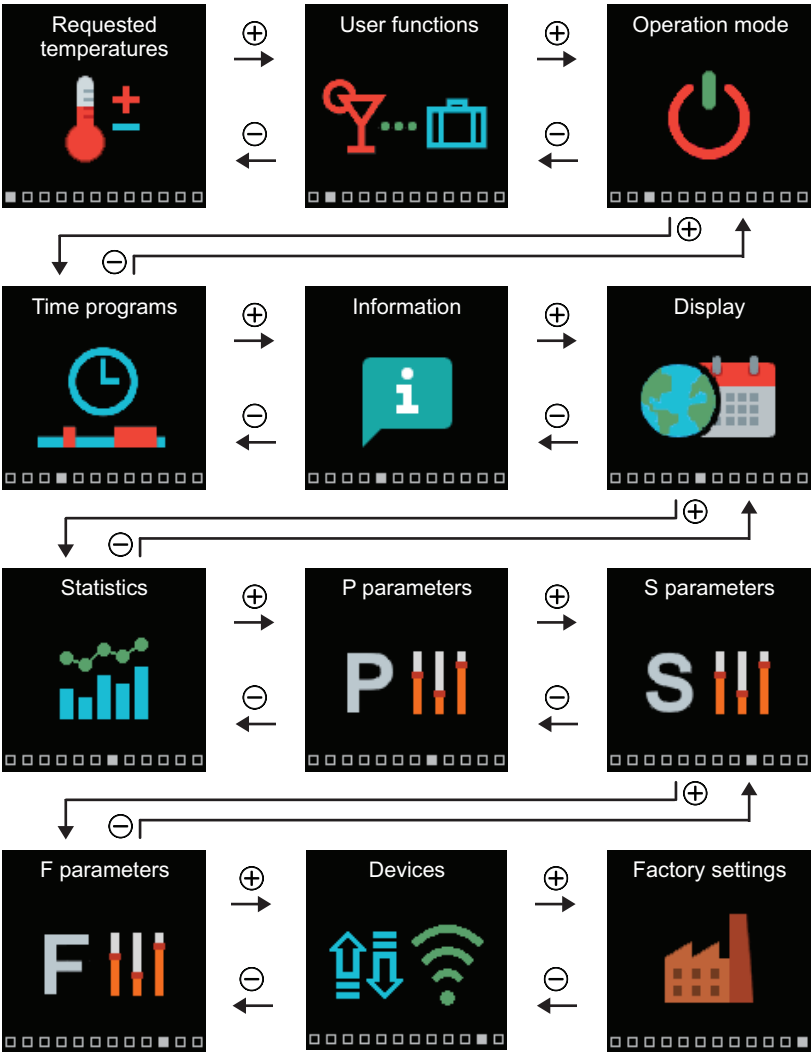 Requested
temperatures
⊕
⊖
User functions
⊕
⊖
Operation mode
⊕
⊖
Time programs
⊕
⊖
Information
i
⊕
⊖
Display
⊕
⊖
Statistics
⊕
⊖
P parameters
P
⊕
⊖
S parameters
S
⊕
⊖
F parameters
F
⊕
⊖
Devices
⊕
⊖
Factory settings